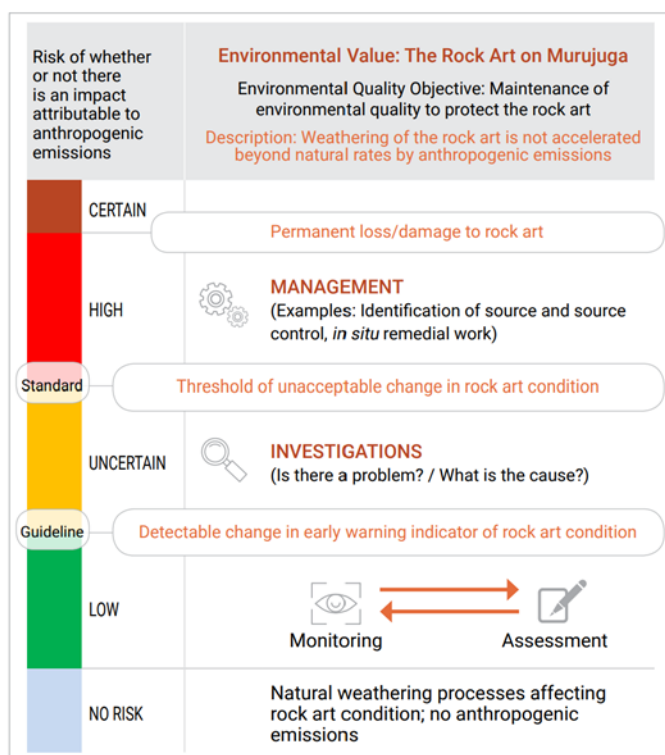 Risk of whether
or not there
is an impact
attributable to
anthropogenic
emissions
Environmental Value: The Rock Art on Murujuga
Environmental Quality Objective: Maintenance of
environmental quality to protect the rock art
Description: Weathering of the rock art is not accelerated
beyond natural rates by anthropogenic emissions
CERTAIN
Permanent loss/damage to rock art
HIGH
MANAGEMENT
(Examples: Identification of source and source
control, in situ remedial work)
Standard
Threshold of unacceptable change in rock art condition
UNCERTAIN
INVESTIGATIONS
(Is there a problem? / What is the cause?)
Guideline
Detectable change in early warning indicator of rock art condition
LOW
Monitoring
Assessment
NO RISK
Natural weathering processes affecting
rock art condition; no anthropogenic
emissions